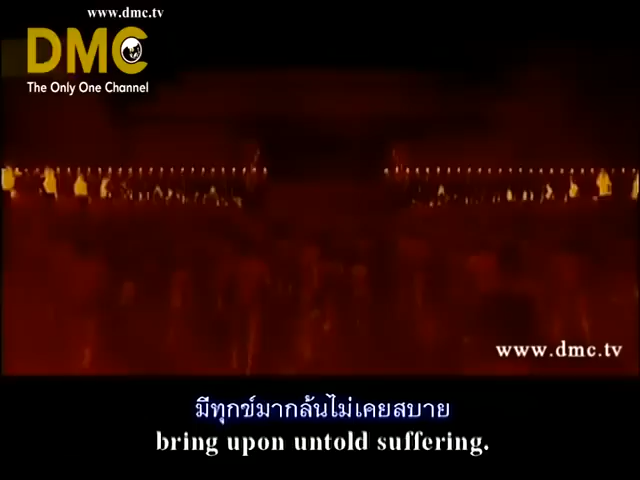 www.dmc.tv
DMC
The Only One Channel
www.dmc.tv
มีทุกข์มากล้นไม่เคยสบาย
bring upon untold suffering.